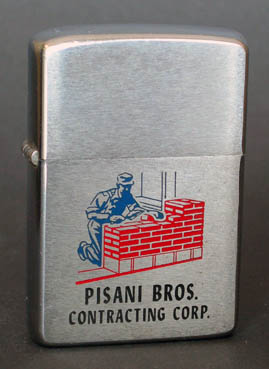 PISANI BROS.
CONTRACTING CORP.